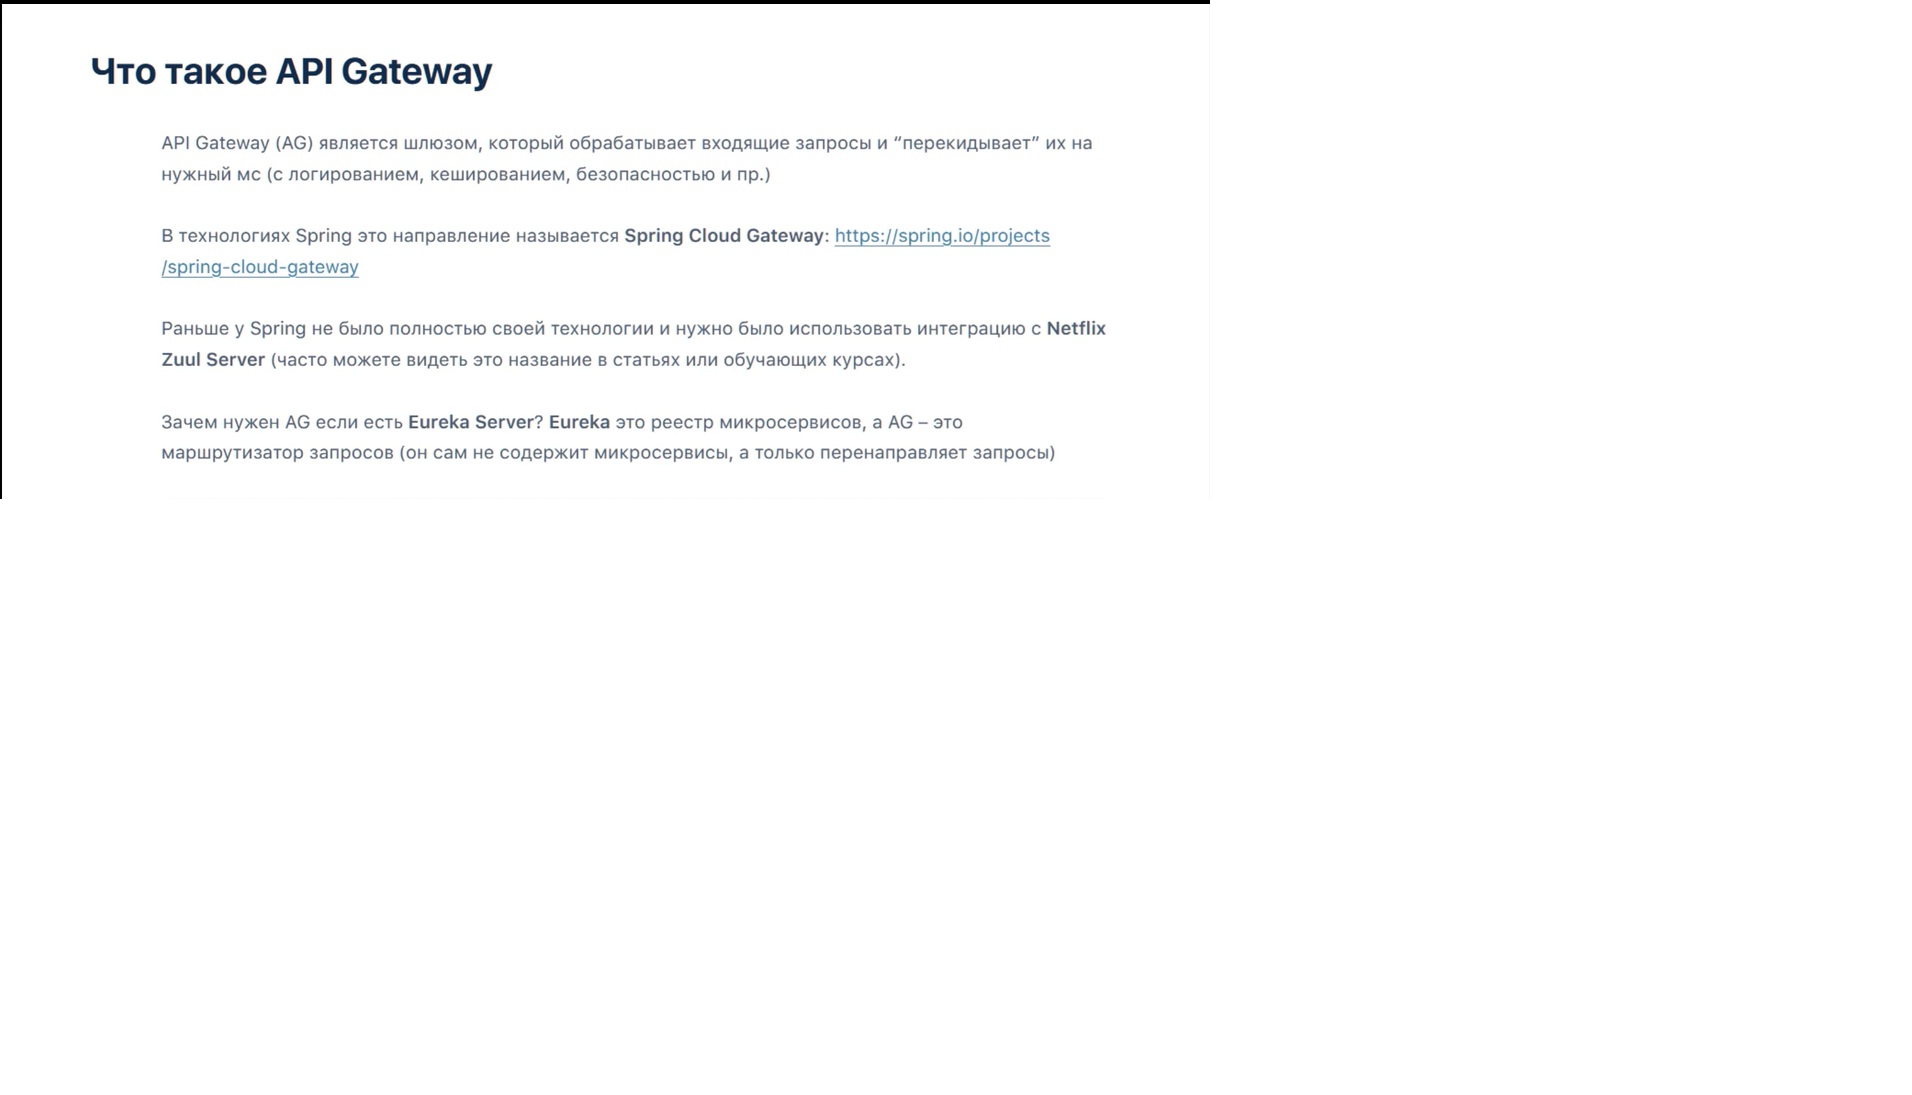 Что такое API Gateway
API Gateway (AG) является шлюзом, который обрабатывает входящие запросы и “перекидывает” их на
нужный мс (с логированием, кешированием, безопасностью и пр.)
В технологиях Spring это направление называется Spring Cloud Gateway: https://spring.io/projects
/spring-cloud-gateway
Раньше у Spring не было полностью своей технологии и нужно было использовать интеграцию с Netflix
Zuul Server (часто можете видеть это название в статьях или обучающих курсах).
Зачем нужен AG если есть Eureka Server? Eureka это реестр микросервисов, а AG – это
маршрутизатор запросов (он сам не содержит микросервисы, а только перенаправляет запросы)